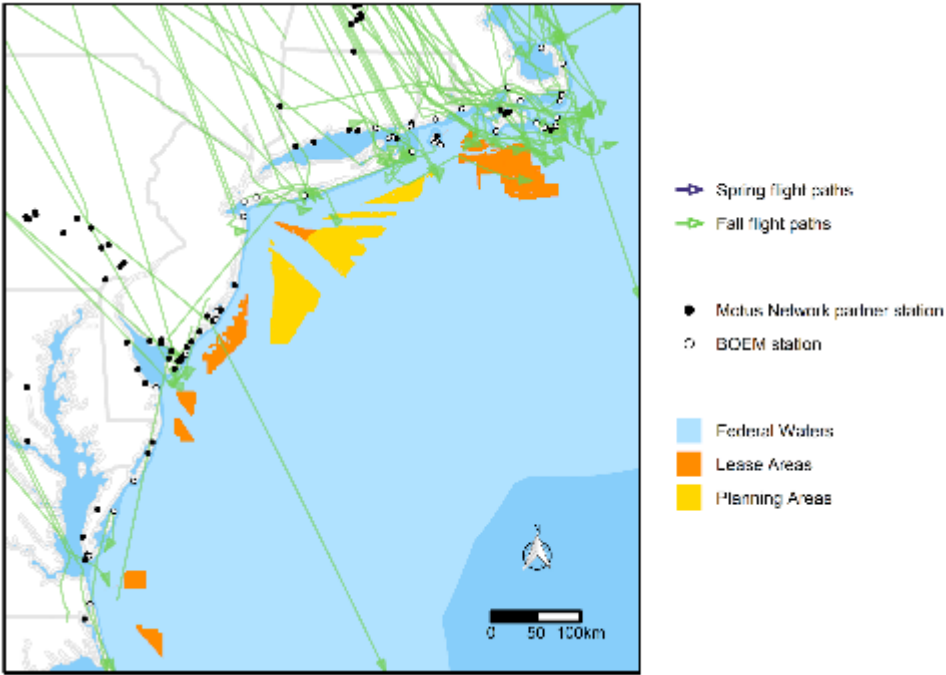 Spring flight paths
Fall flight paths
Motus Network partner station
BOEM station
Federal Waters
Lease Areas
Planning Areas
0 50 100km